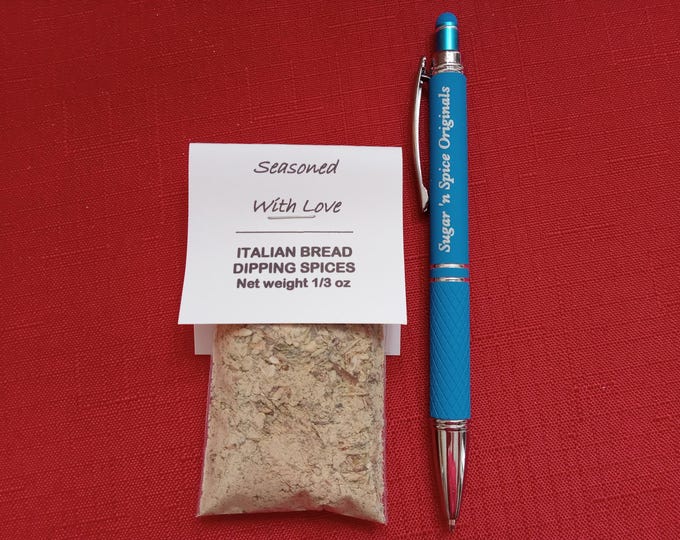 Seasoned
With Love
ITALIAN BREAD
DIPPING SPICES
Net weight 1/3 oz
Sugar 'n Spice Originals